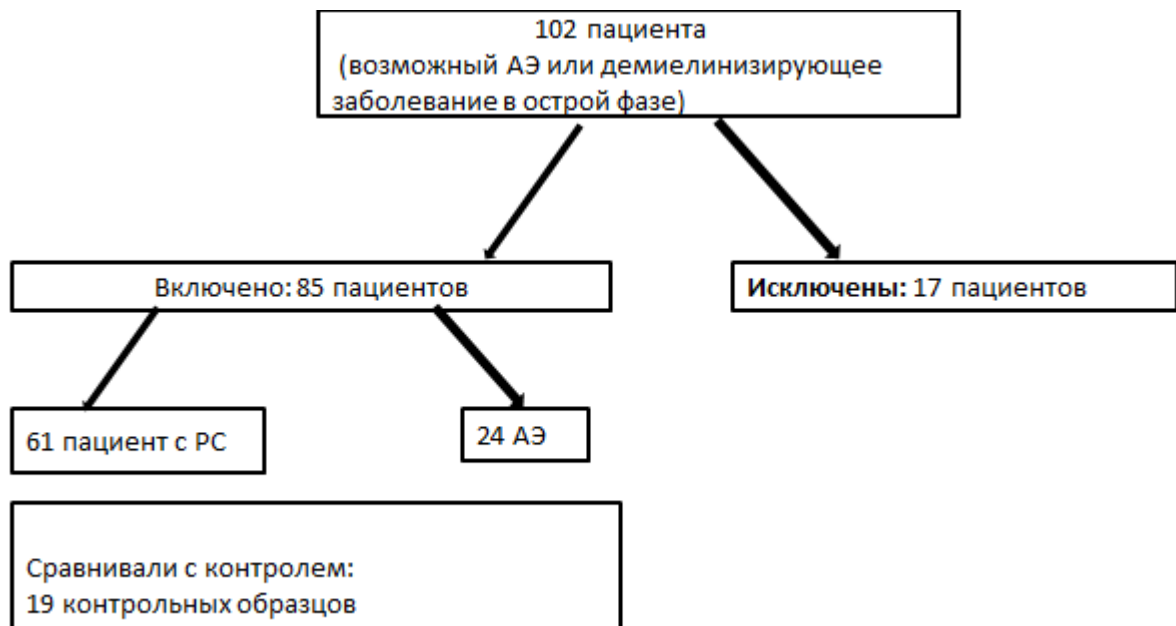 102 пациента
(возможный АЭ или демиелинизирующее
заболевание в острой фазе)
Включено: 85 пациентов
Исключены: 17 пациентов
61 пациент с РС
24 АЭ
Сравнивали с контролем:
19 контрольных образцов